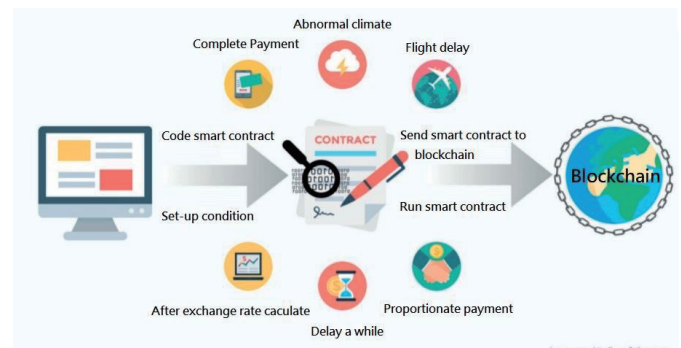 Abnormal climate
Complete Payment
Flight delay
Code smart contract
CONTRACT
Send smart contract to
blockchain
Blockchain
Set-up condition
Run smart contract
After exchange rate caculate
Proportionate payment
Delay a while